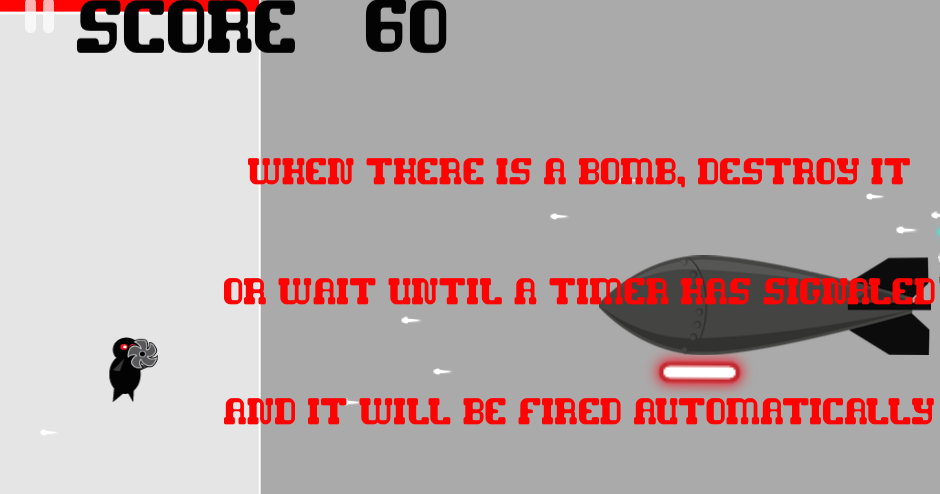 SCORE 60
WHEN THERE IS A BOMB, DESTROY IT
OR WAIT UNTIL A TIMER HAS SIGNALED
AND IT WILL BE FIRED AUTOMATICALLY